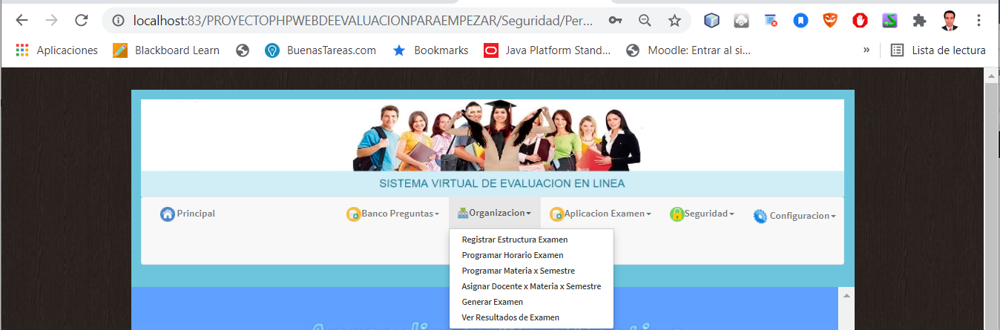 localhost:83/PROYECTOPHPWEBDEEVALUACIONPARAEMPEZAR/Seguridad/Per...
Aplicaciones Blackboard Learn BuenasTareas.com Bookmarks Java Platform Stand... Moodle: Entrar al si... » Lista de lectura
SISTEMA VIRTUAL DE EVALUACION EN LINEA
Principal Banco Preguntas Organizacion Aplicacion Examen Seguridad Configuracion
Registrar Estructura Examen
Programar Horario Examen
Programar Materia x Semestre
Asignar Docente x Materia x Semestre
Generar Examen
Ver Resultados de Examen